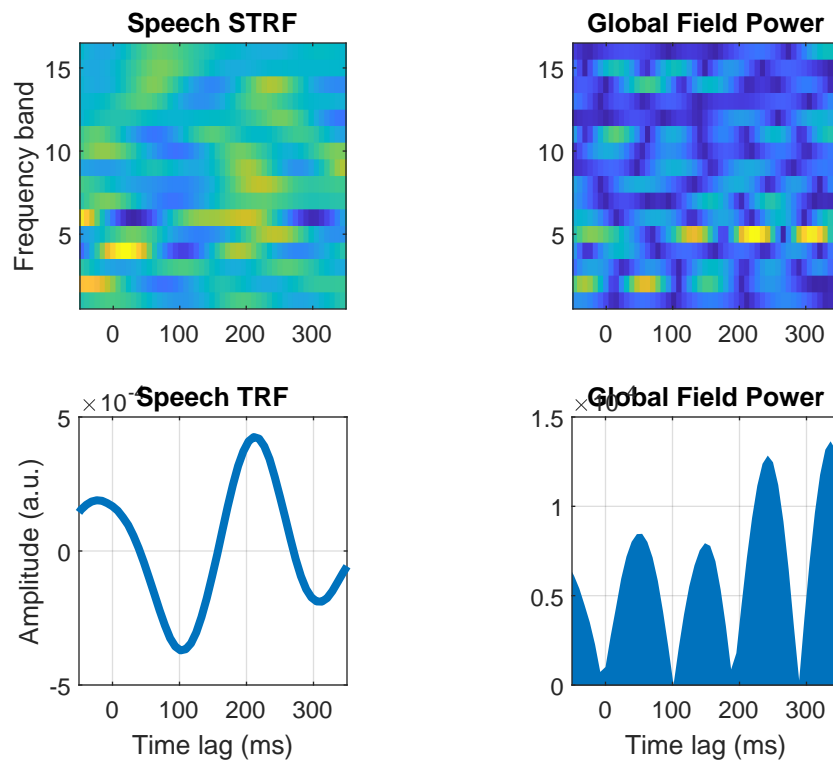 Speech STRF
Frequency band
15
10
5
0 100 200 300
Global Field Power
15
10
5
0 100 200 300
Speech TRF
× 10-4
Amplitude (a.u.)
5
0
-5
0 100 200 300
Time lag (ms)
Global Field Power
1.5
1
0.5
0
0 100 200 300
Time lag (ms)